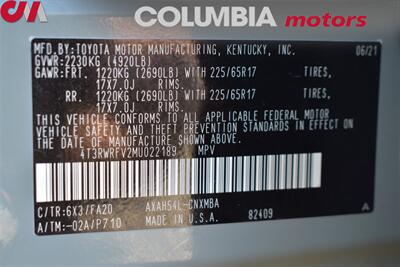 CMA COLUMBIA motors
MFD.BY:TOYOTA MOTOR MANUFACTURING, KENTUCKY, INC. 06/21
GVWR:2230KG (4920LB)
GAWR:FRT. 1220KG (2690LB) WITH 225/65R17 TIRES,
17X7.0J RIMS.
RR. 1220KG (2690LB) WITH 225/65R17 TIRES,
17X7.0J RIMS.
THIS VEHICLE CONFORMS TO ALL APPLICABLE FEDERAL MOTOR
VEHICLE SAFETY, BUMPER, AND THEFT PREVENTION STANDARDS
IN EFFECT ON THE DATE OF MANUFACTURE SHOWN ABOVE.
4T3RWRFV2MU022189 MPV
C/TR:6X3/FA20 AXAH54L-CNXMBA
A/TM:-02A/P710 MADE IN U.S.A. 82409 A